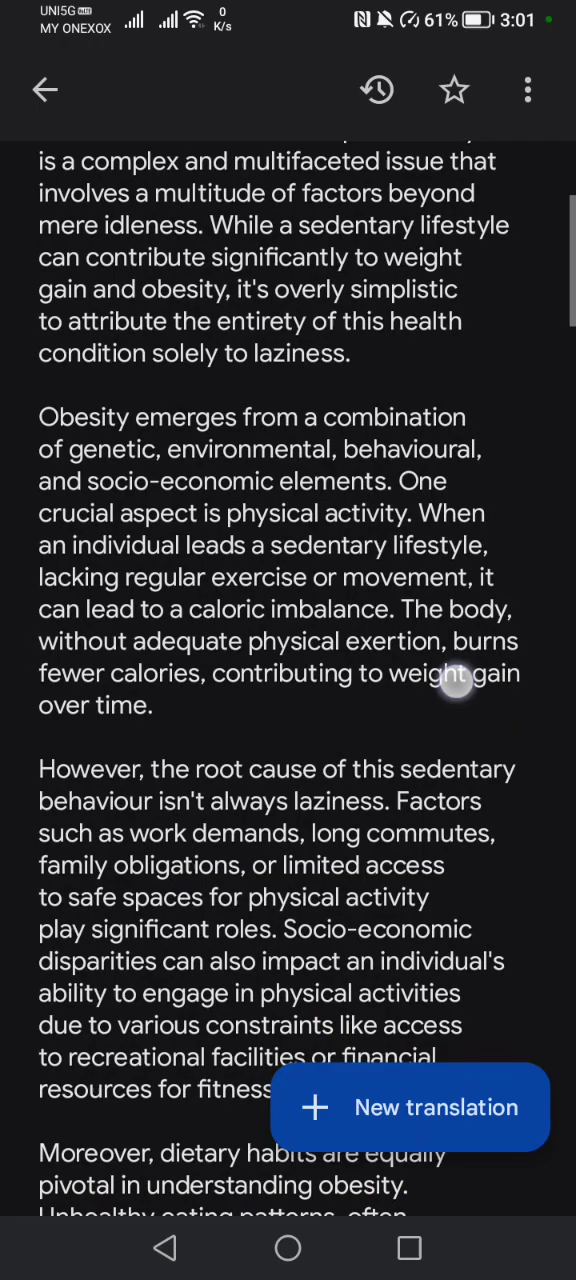 UNI5G HD
MY ONEXOX
0
K/s
61%
3:01
is a complex and multifaceted issue that
involves a multitude of factors beyond
mere idleness. While a sedentary lifestyle
can contribute significantly to weight
gain and obesity, it's overly simplistic
to attribute the entirety of this health
condition solely to laziness.
Obesity emerges from a combination
of genetic, environmental, behavioural,
and socio-economic elements. One
crucial aspect is physical activity. When
an individual leads a sedentary lifestyle,
lacking regular exercise or movement, it
can lead to a caloric imbalance. The body,
without adequate physical exertion, burns
fewer calories, contributing to weight gain
over time.
However, the root cause of this sedentary
behaviour isn't always laziness. Factors
such as work demands, long commutes,
family obligations, or limited access
to safe spaces for physical activity
play significant roles. Socio-economic
disparities can also impact an individual's
ability to engage in physical activities
due to various constraints like access
to recreational facilities or financial
resources for fitness
New translation
Moreover, dietary habits are equally
pivotal in understanding obesity.
Unhealthy eating patterns, often